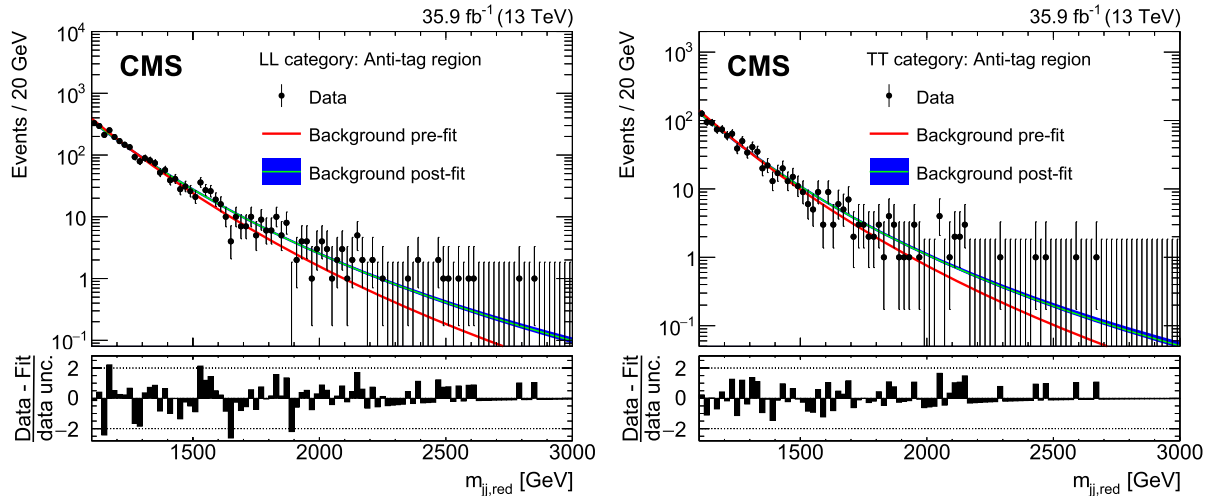 35.9 fb⁻¹ (13 TeV)
CMS
LL category: Anti-tag region
Data
Background pre-fit
Background post-fit
Events / 20 GeV
10⁴
10³
10²
10
1
10⁻¹
Data - Fit
data unc.
2
0
−2
1500
2000
2500
3000
m_jj,red [GeV]
35.9 fb⁻¹ (13 TeV)
CMS
TT category: Anti-tag region
Data
Background pre-fit
Background post-fit
Events / 20 GeV
10³
10²
10
1
10⁻¹
Data - Fit
data unc.
2
0
−2
1500
2000
2500
3000
m_jj,red [GeV]